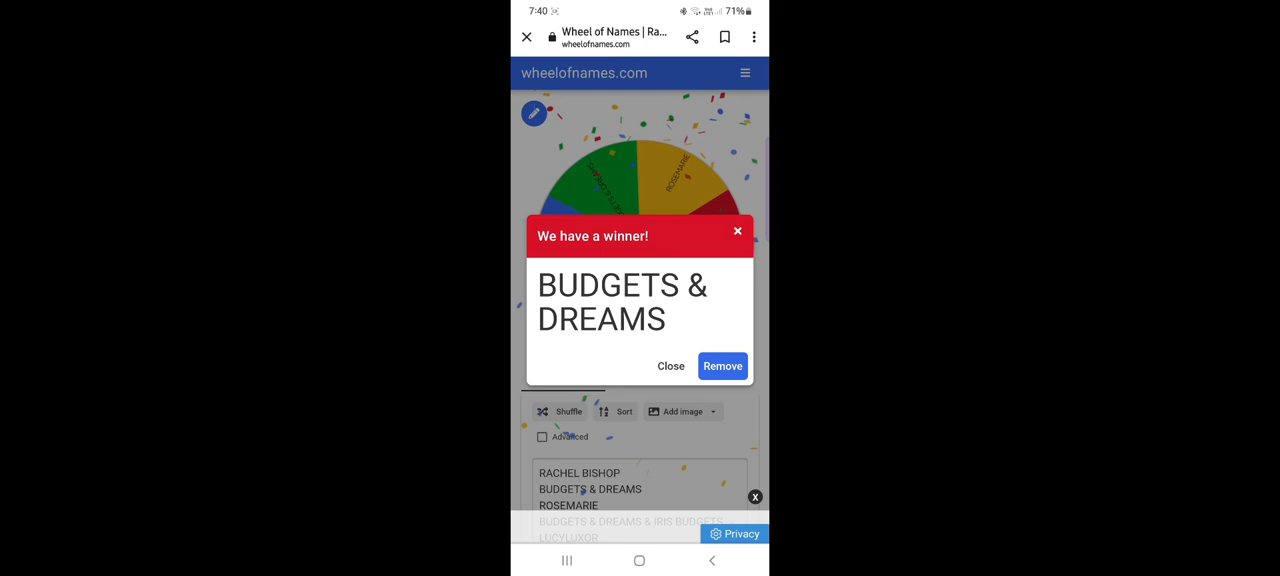 7:40
71%
Wheel of Names | Ra...
wheelofnames.com
wheelofnames.com
ROSEMARIE
We have a winner!
BUDGETS &
DREAMS
Close
Remove
Shuffle
Sort
Add image
Advanced
RACHEL BISHOP
BUDGETS & DREAMS
ROSEMARIE
BUDGETS & DREAMS & IRIS BUDGETS
X
LUCYLUXOR
Privacy